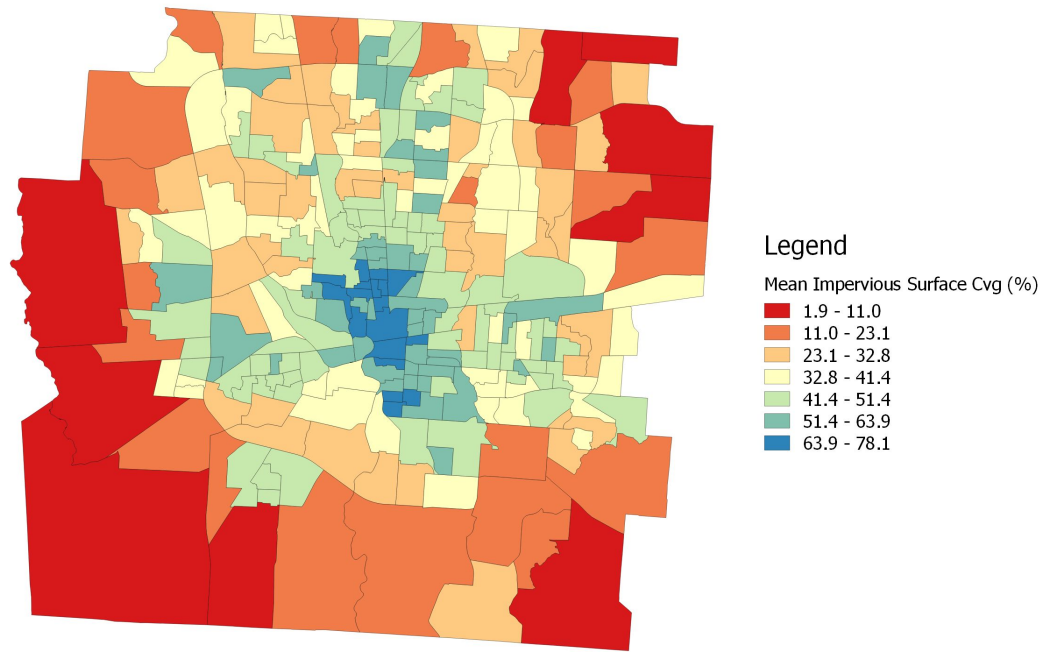 Legend
Mean Impervious Surface Cvg (%)
1.9 - 11.0
11.0 - 23.1
23.1 - 32.8
32.8 - 41.4
41.4 - 51.4
51.4 - 63.9
63.9 - 78.1